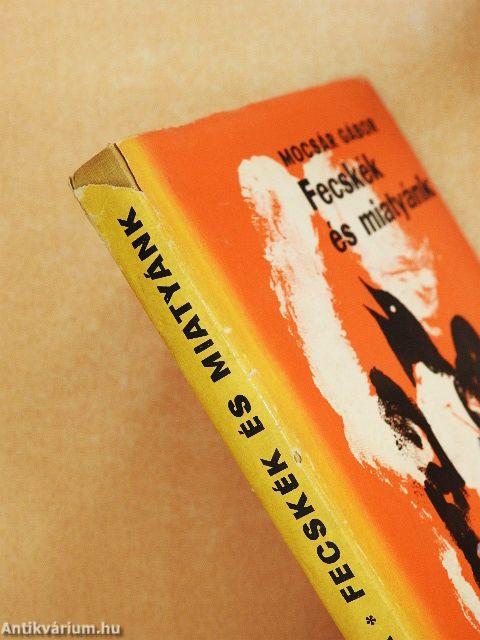 MOCSÁR GÁBOR
Fecskék
és miatyánk
* FECSKÉK ÉS MIATYÁNK
Antikvárium.hu